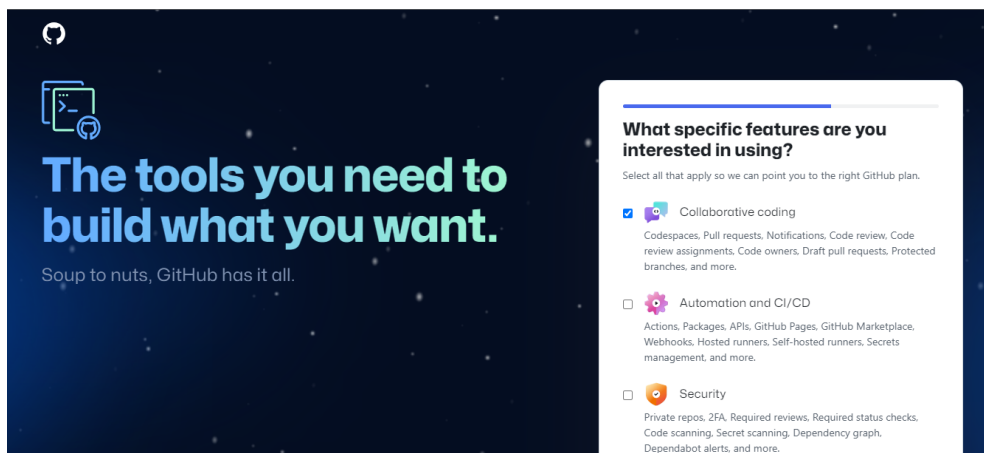 The tools you need to
build what you want.
Soup to nuts, GitHub has it all.
What specific features are you
interested in using?
Select all that apply so we can point you to the right GitHub plan.
Collaborative coding
Codespaces, Pull requests, Notifications, Code review, Code
review assignments, Code owners, Draft pull requests, Protected
branches, and more.
Automation and CI/CD
Actions, Packages, APIs, GitHub Pages, GitHub Marketplace,
Webhooks, Hosted runners, Self-hosted runners, Secrets
management, and more.
Security
Private repos, 2FA, Required reviews, Required status checks,
Code scanning, Secret scanning, Dependency graph,
Dependabot alerts, and more.